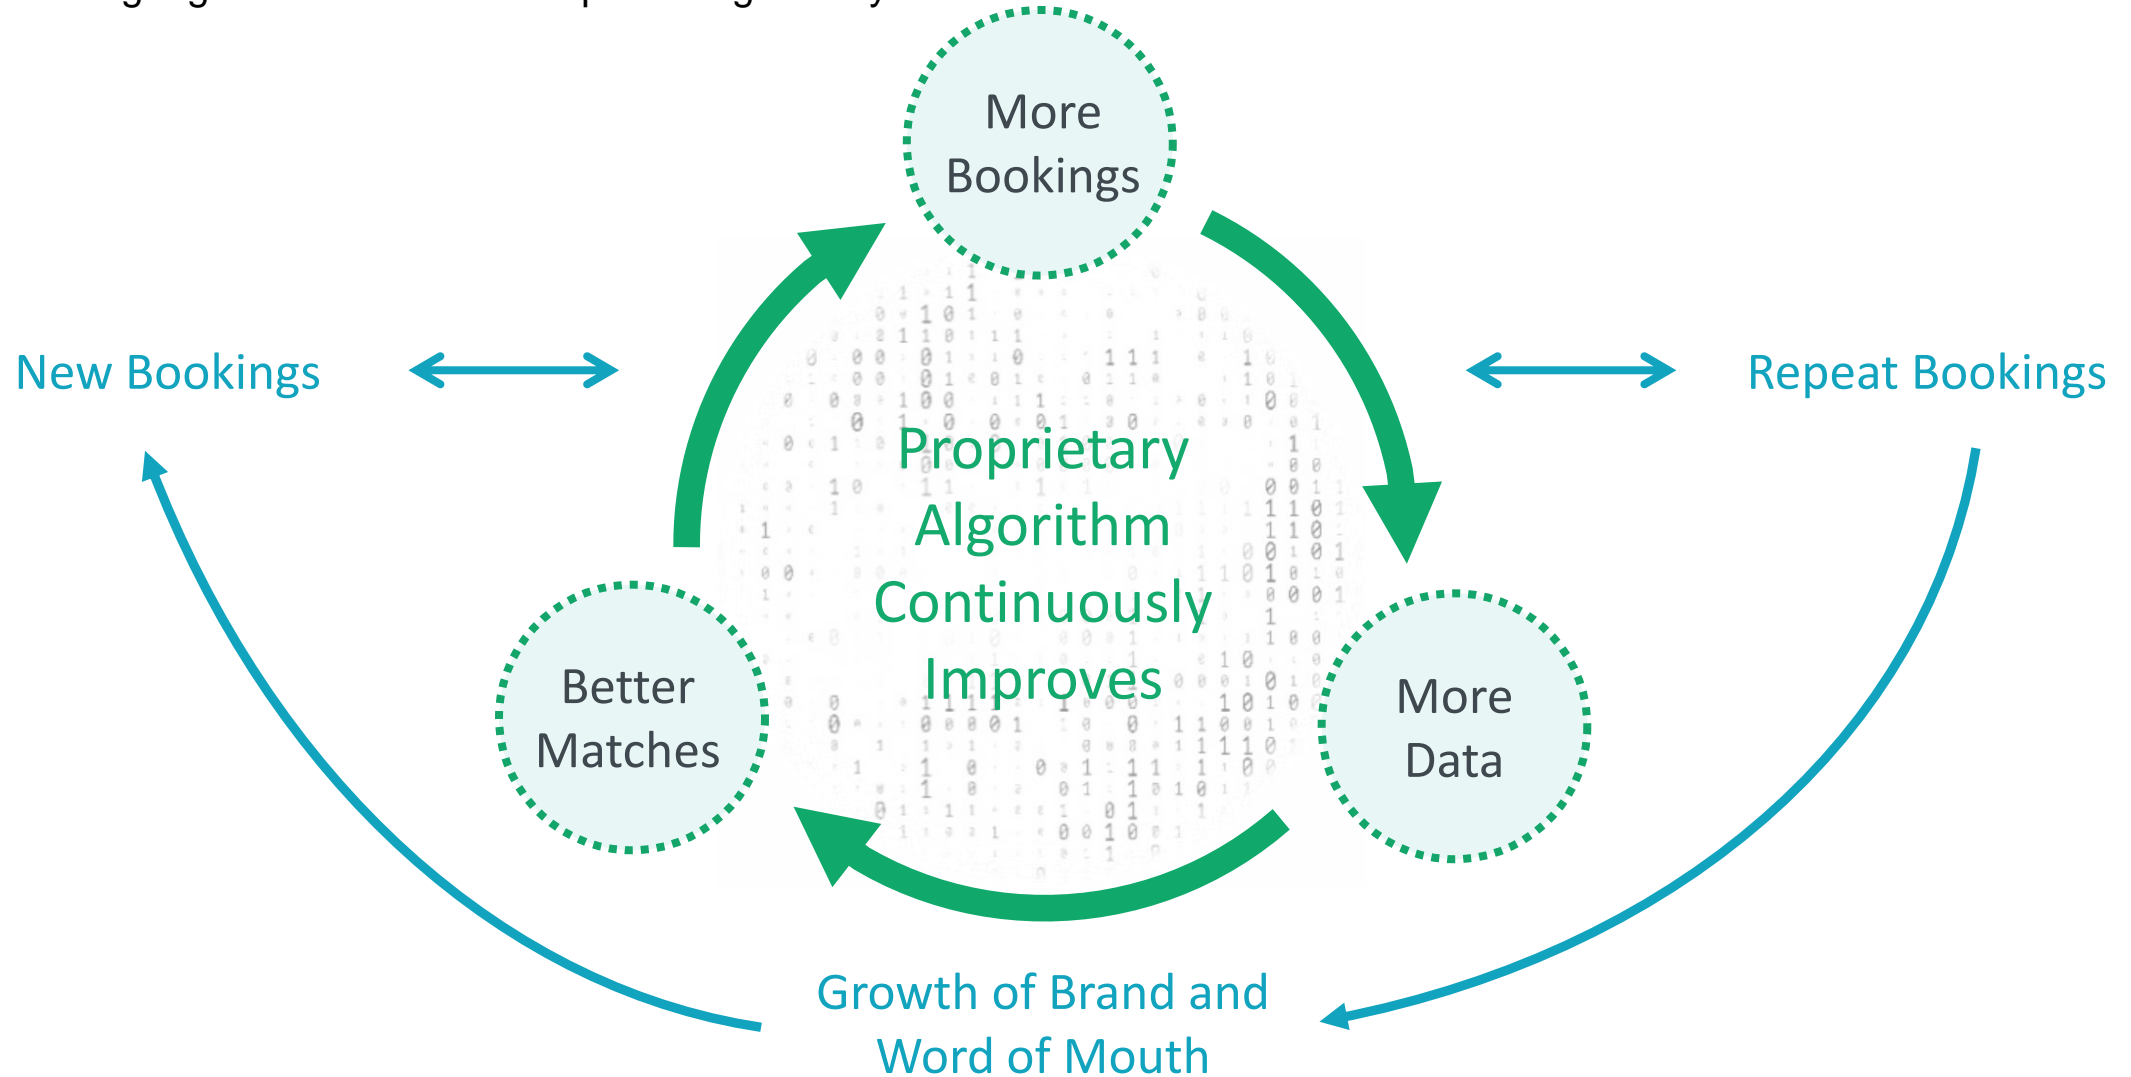 More
Bookings
New Bookings
Repeat Bookings
Proprietary
Algorithm
Continuously
Improves
Better
Matches
More
Data
Growth of Brand and
Word of Mouth